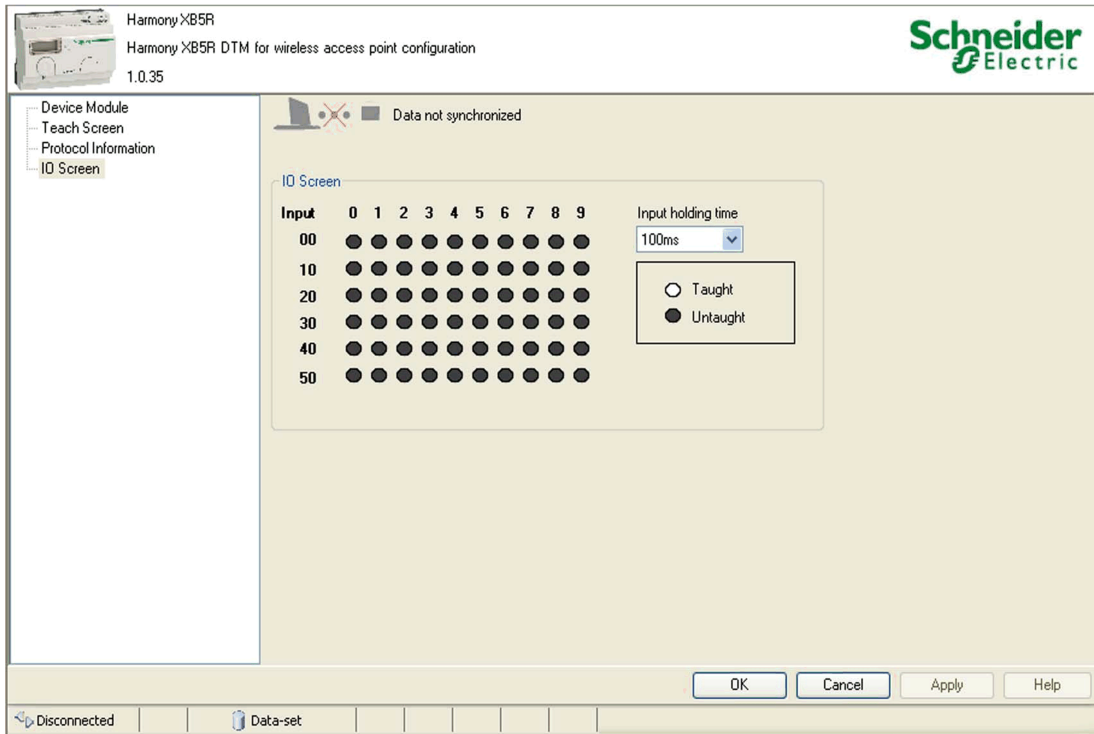 Harmony XB5R
Harmony XB5R DTM for wireless access point configuration
1.0.35
Schneider
Electric
Device Module
Teach Screen
Protocol Information
IO Screen
Data not synchronized
IO Screen
Input 0 1 2 3 4 5 6 7 8 9
00
10
20
30
40
50
Input holding time
100ms
Taught
Untaught
OK Cancel Apply Help
Disconnected Data-set